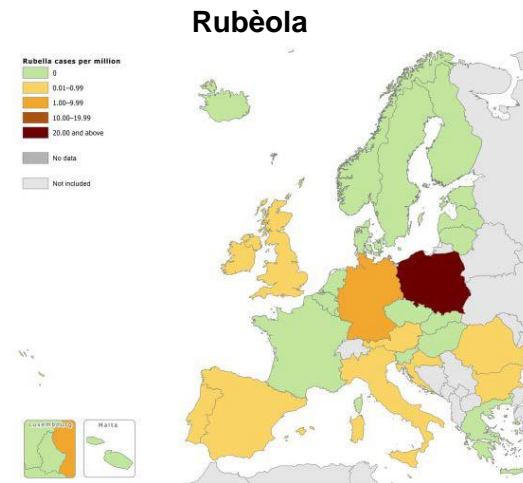 Rubèola
Rubella cases per million
0
0.01–0.99
1.00–9.99
10.00–19.99
20.00 and above
No data
Not included
Luxembourg
Malta